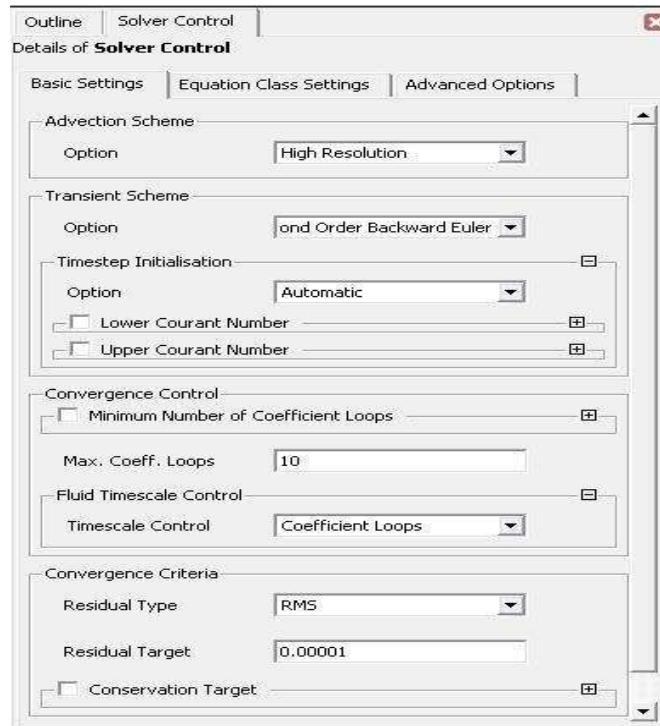 Outline Solver Control
Details of Solver Control
Basic Settings Equation Class Settings Advanced Options
Advection Scheme
Option High Resolution
Transient Scheme
Option ond Order Backward Euler
Timestep Initialisation
Option Automatic
Lower Courant Number
Upper Courant Number
Convergence Control
Minimum Number of Coefficient Loops
Max. Coeff. Loops 10
Fluid Timescale Control
Timescale Control Coefficient Loops
Convergence Criteria
Residual Type RMS
Residual Target 0.00001
Conservation Target